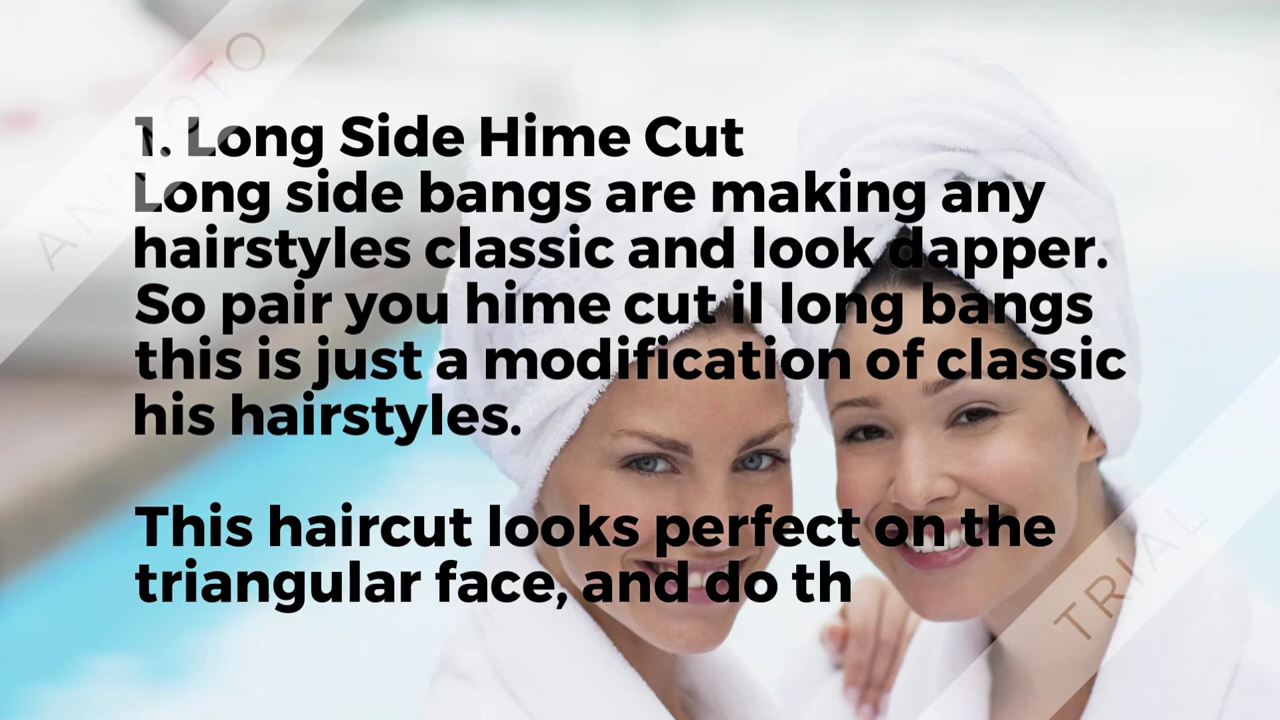 ANIMOTO
1. Long Side Hime Cut
Long side bangs are making any
hairstyles classic and look dapper.
So pair you hime cut il long bangs
this is just a modification of classic
his hairstyles.
This haircut looks perfect on the
triangular face, and do th
TRIAL